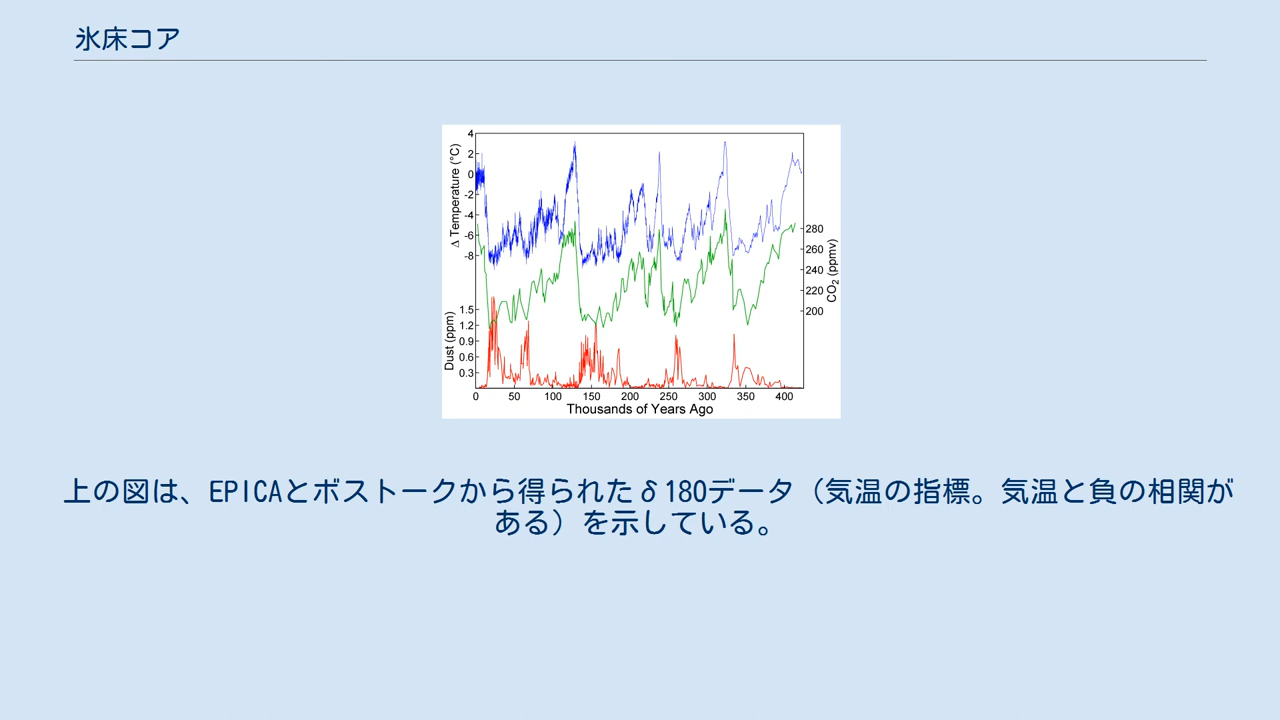 氷床コア
4
2
0
-2
-4
-6
-8
Δ Temperature (°C)
280
260
240
220
200
CO2 (ppmv)
1.5
1.2
0.9
0.6
0.3
Dust (ppm)
0 50 100 150 200 250 300 350 400
Thousands of Years Ago
上の図は、EPICAとボストークから得られたδ18Oデータ（気温の指標。気温と負の相関が
ある）を示している。